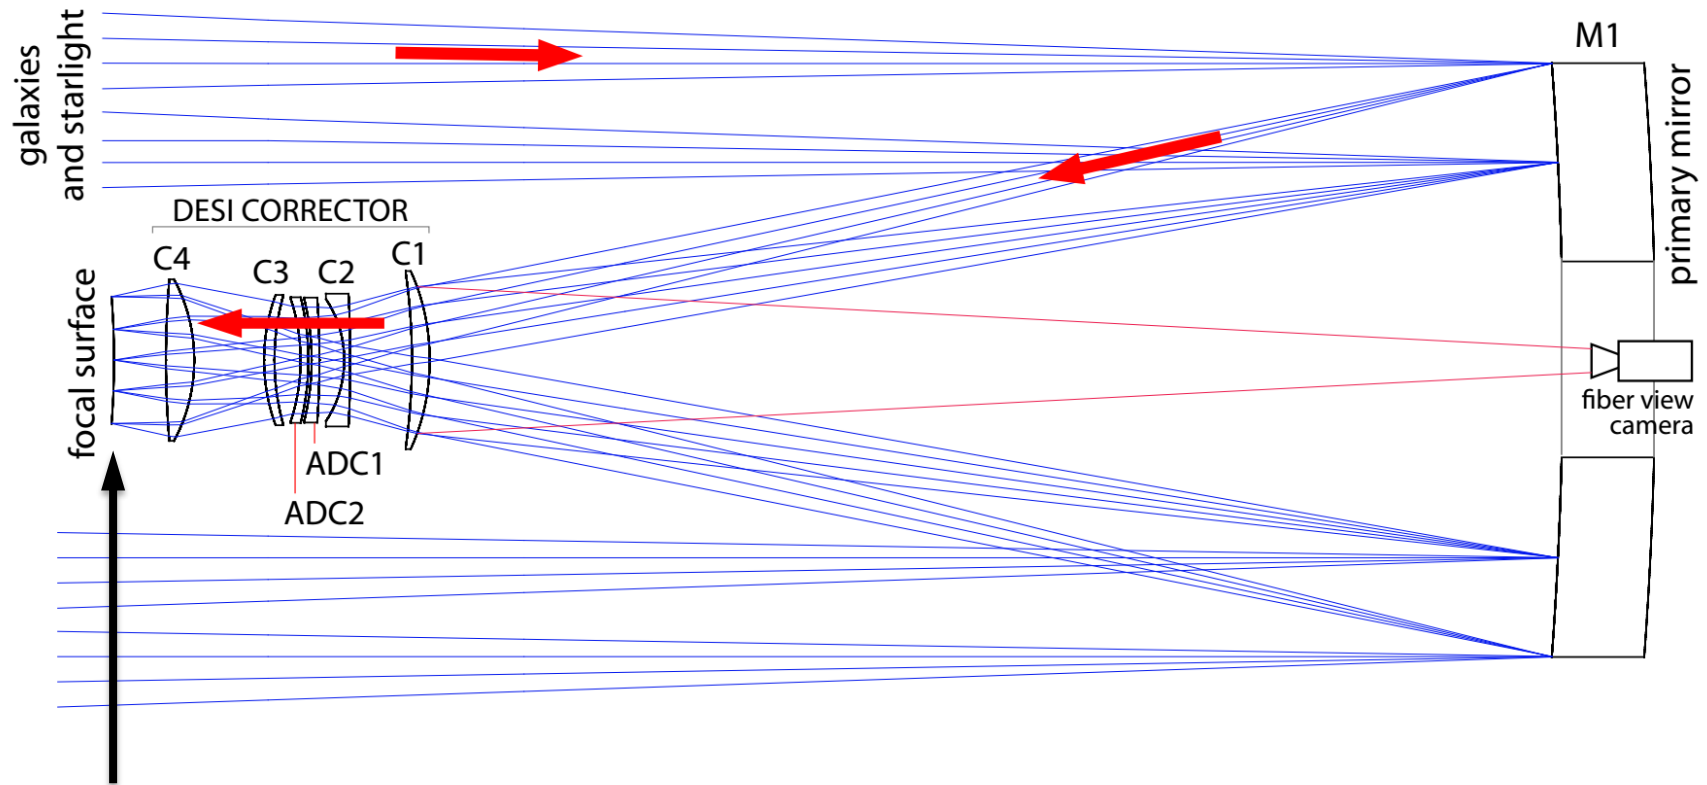 galaxies
and starlight
M1
primary mirror
DESI CORRECTOR
C4
C3
C2
C1
focal surface
ADC1
ADC2
fiber view
camera